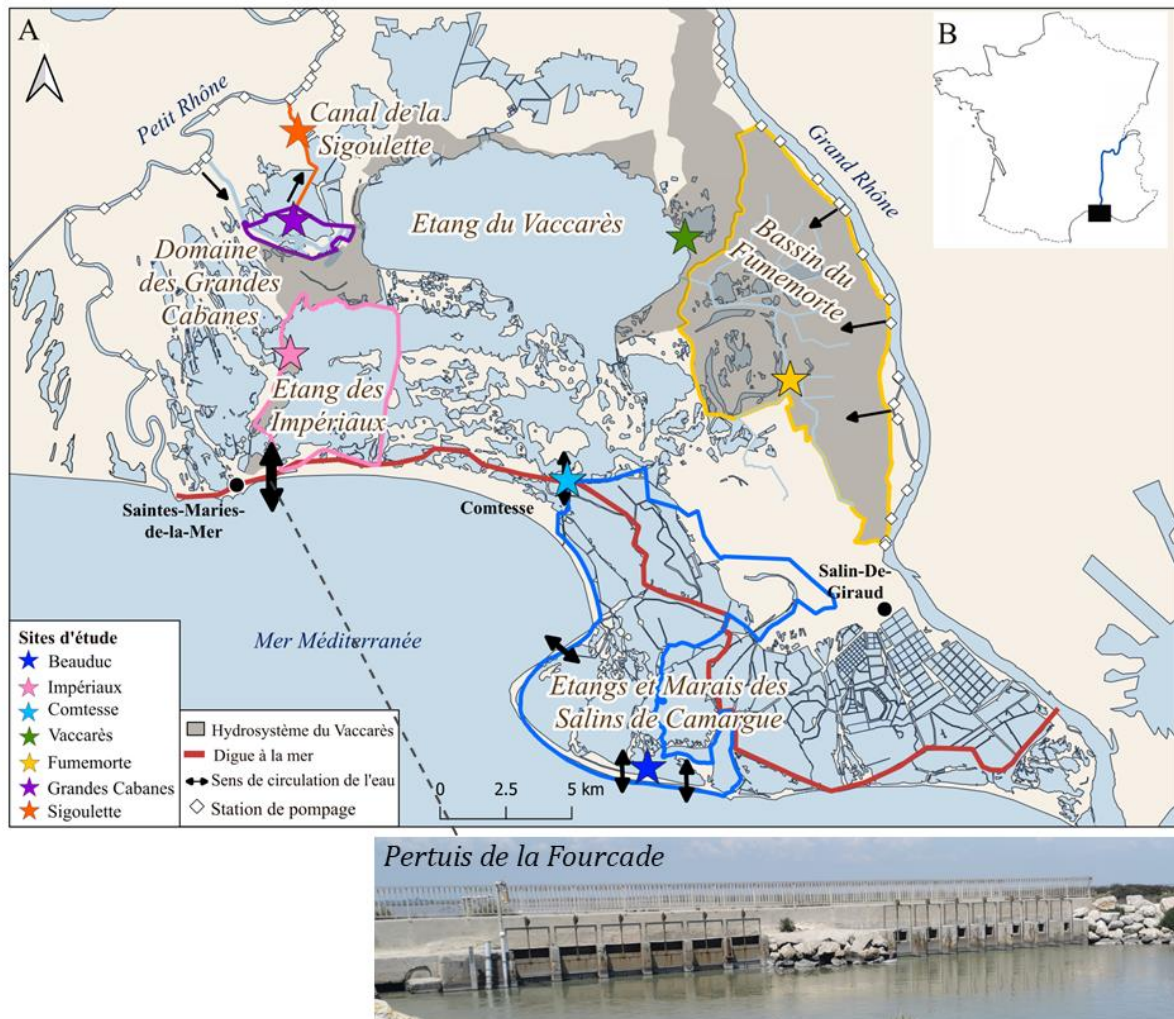 A
B
Petit Rhône
Canal de la
Sigoulette
Grand Rhône
Etang du Vaccarès
Bassin du
Fumemorte
Domaine
des Grandes
Cabanes
Etang des
Impériaux
Saintes-Maries-
de-la-Mer
Comtesse
Salin-De-
Giraud
Mer Méditerranée
Etangs et Marais des
Salins de Camargue
Sites d'étude
Beauduc
Impériaux
Comtesse
Vaccarès
Fumemorte
Grandes Cabanes
Sigoulette
Hydrosystème du Vaccarès
Digue à la mer
Sens de circulation de l'eau
Station de pompage
0 2.5 5 km
Pertuis de la Fourcade